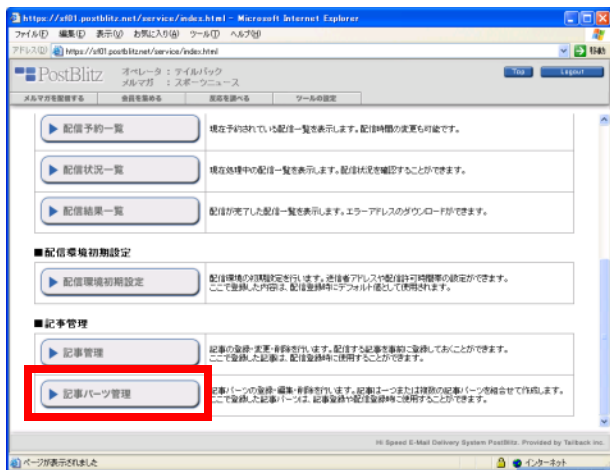 https://sf01.postblitz.net/service/index.html - Microsoft Internet Explorer
ファイル(F) 編集(E) 表示(V) お気に入り(A) ツール(T) ヘルプ(H)
アドレス(D) https://sf01.postblitz.net/service/index.html 移動
PostBlitz オペレータ：テイルバック Top Logout
メルマガ ：スポーツニュース
メルマガを配信する 会員を集める 反応を調べる ツールの設定
配信予約一覧 現在予約されている配信一覧を表示します。配信時間の変更も可能です。
配信状況一覧 現在処理中の配信一覧を表示します。配信状況を確認することができます。
配信結果一覧 配信が完了した配信一覧を表示します。エラーアドレスのダウンロードができます。
■配信環境初期設定
配信環境初期設定 配信環境の初期設定を行います。送信者アドレスや配信許可時間帯の設定ができます。
ここで登録した内容は、配信登録時にデフォルト値として使用されます。
■記事管理
記事管理 記事の登録・変更・削除を行います。配信する記事を事前に登録しておくことができます。
ここで登録した記事は、配信登録時に使用することができます。
記事パーツ管理 記事パーツの登録・編集・削除を行います。記事は一つまたは複数の記事パーツを組合せて作成します。
ここで登録した記事パーツは、記事登録や配信登録時に使用することができます。
Hi-Speed E-Mail Delivery System PostBlitz. Provided by Tailback inc.
ページが表示されました インターネット